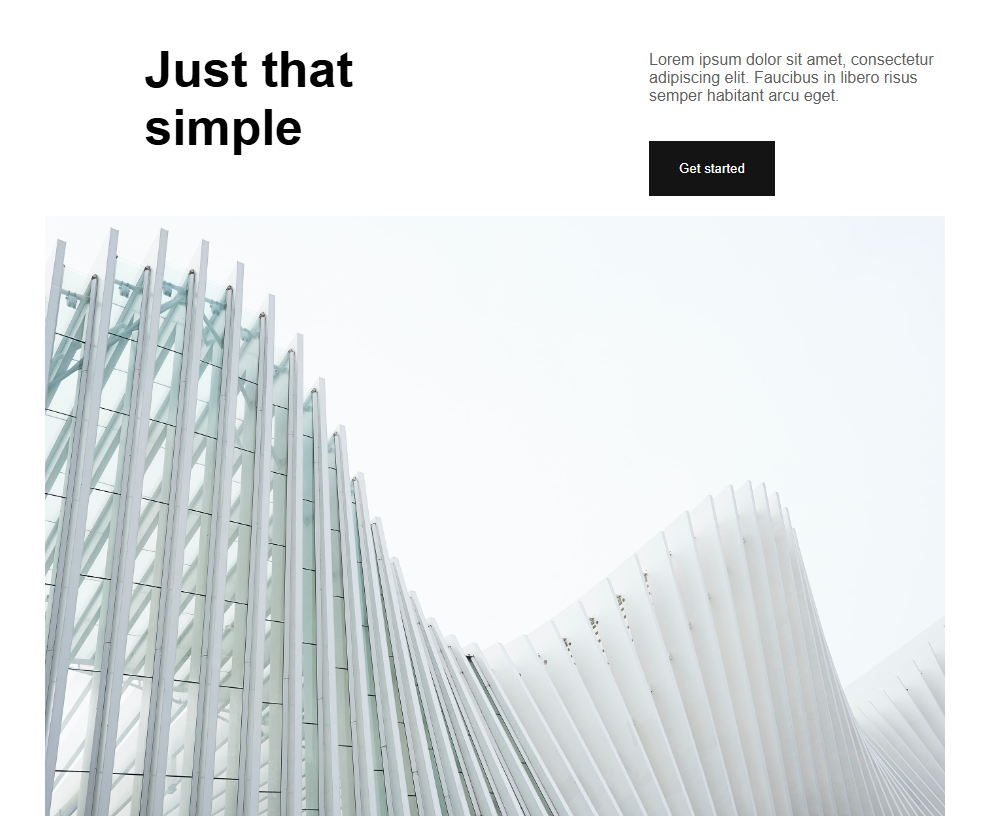 Just that
simple
Lorem ipsum dolor sit amet, consectetur
adipiscing elit. Faucibus in libero risus
semper habitant arcu eget.
Get started